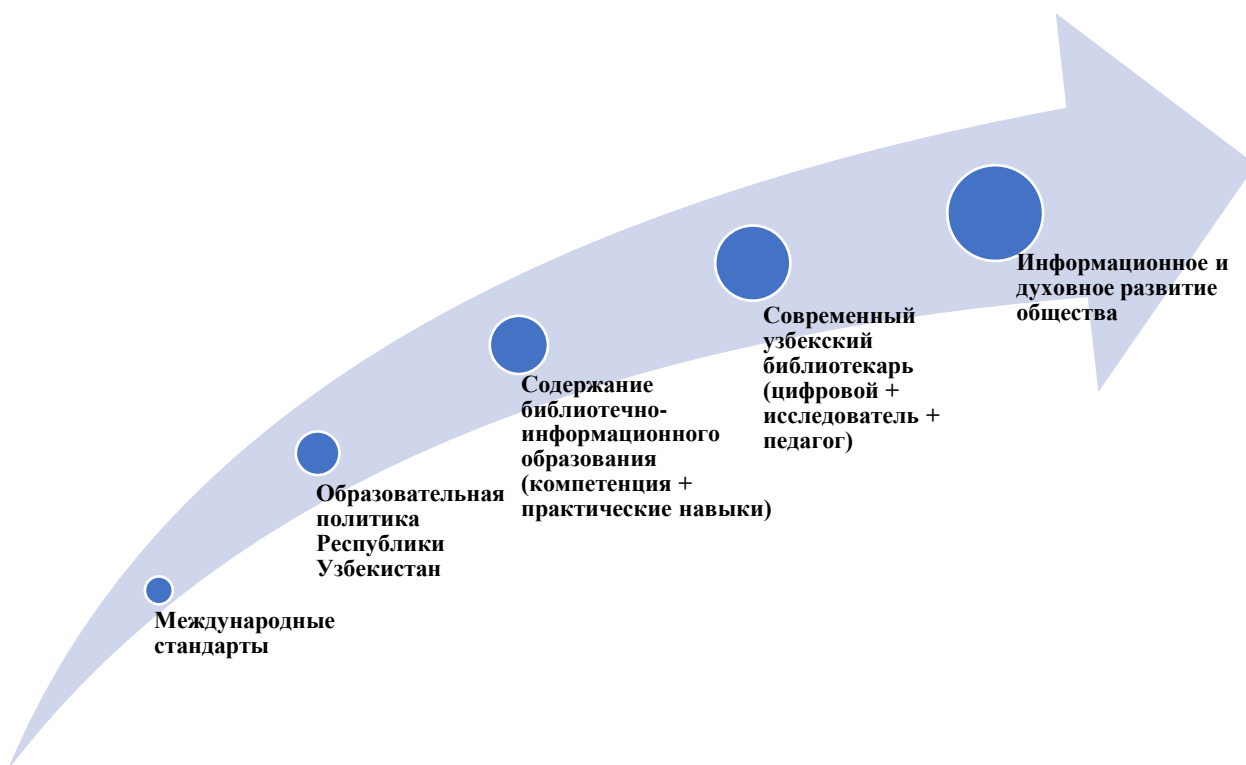 Международные
стандарты
Образовательная
политика
Республики
Узбекистан
Содержание
библиотечно-
информационного
образования
(компетенция +
практические навыки)
Современный
узбекский
библиотекарь
(цифровой +
исследователь +
педагог)
Информационное и
духовное развитие
общества